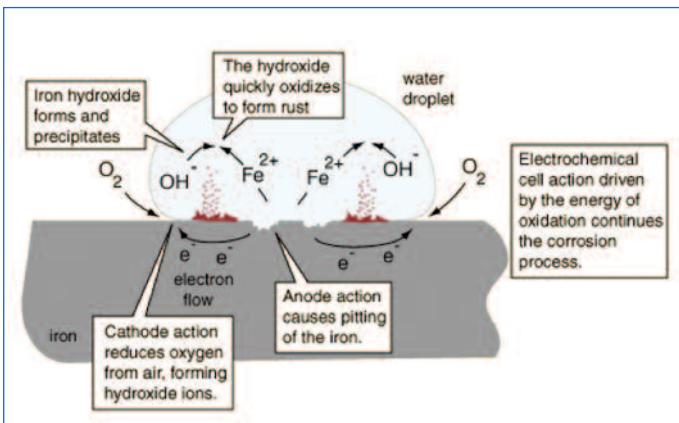 The hydroxide
quickly oxidizes
to form rust
water
droplet
Iron hydroxide
forms and
precipitates
O2
OH-
Fe2+
Fe2+
OH-
O2
Electrochemical
cell action driven
by the energy of
oxidation continues
the corrosion
process.
e-
e-
e-
e-
electron
flow
Anode action
causes pitting
of the iron.
iron
Cathode action
reduces oxygen
from air, forming
hydroxide ions.